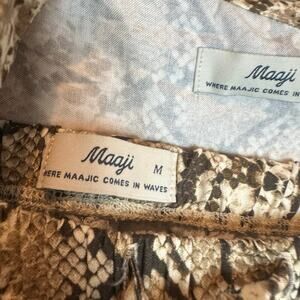 Maaji
WHERE MAAJIC COMES IN
Maaji M
HERE MAAJIC COMES IN WAVES